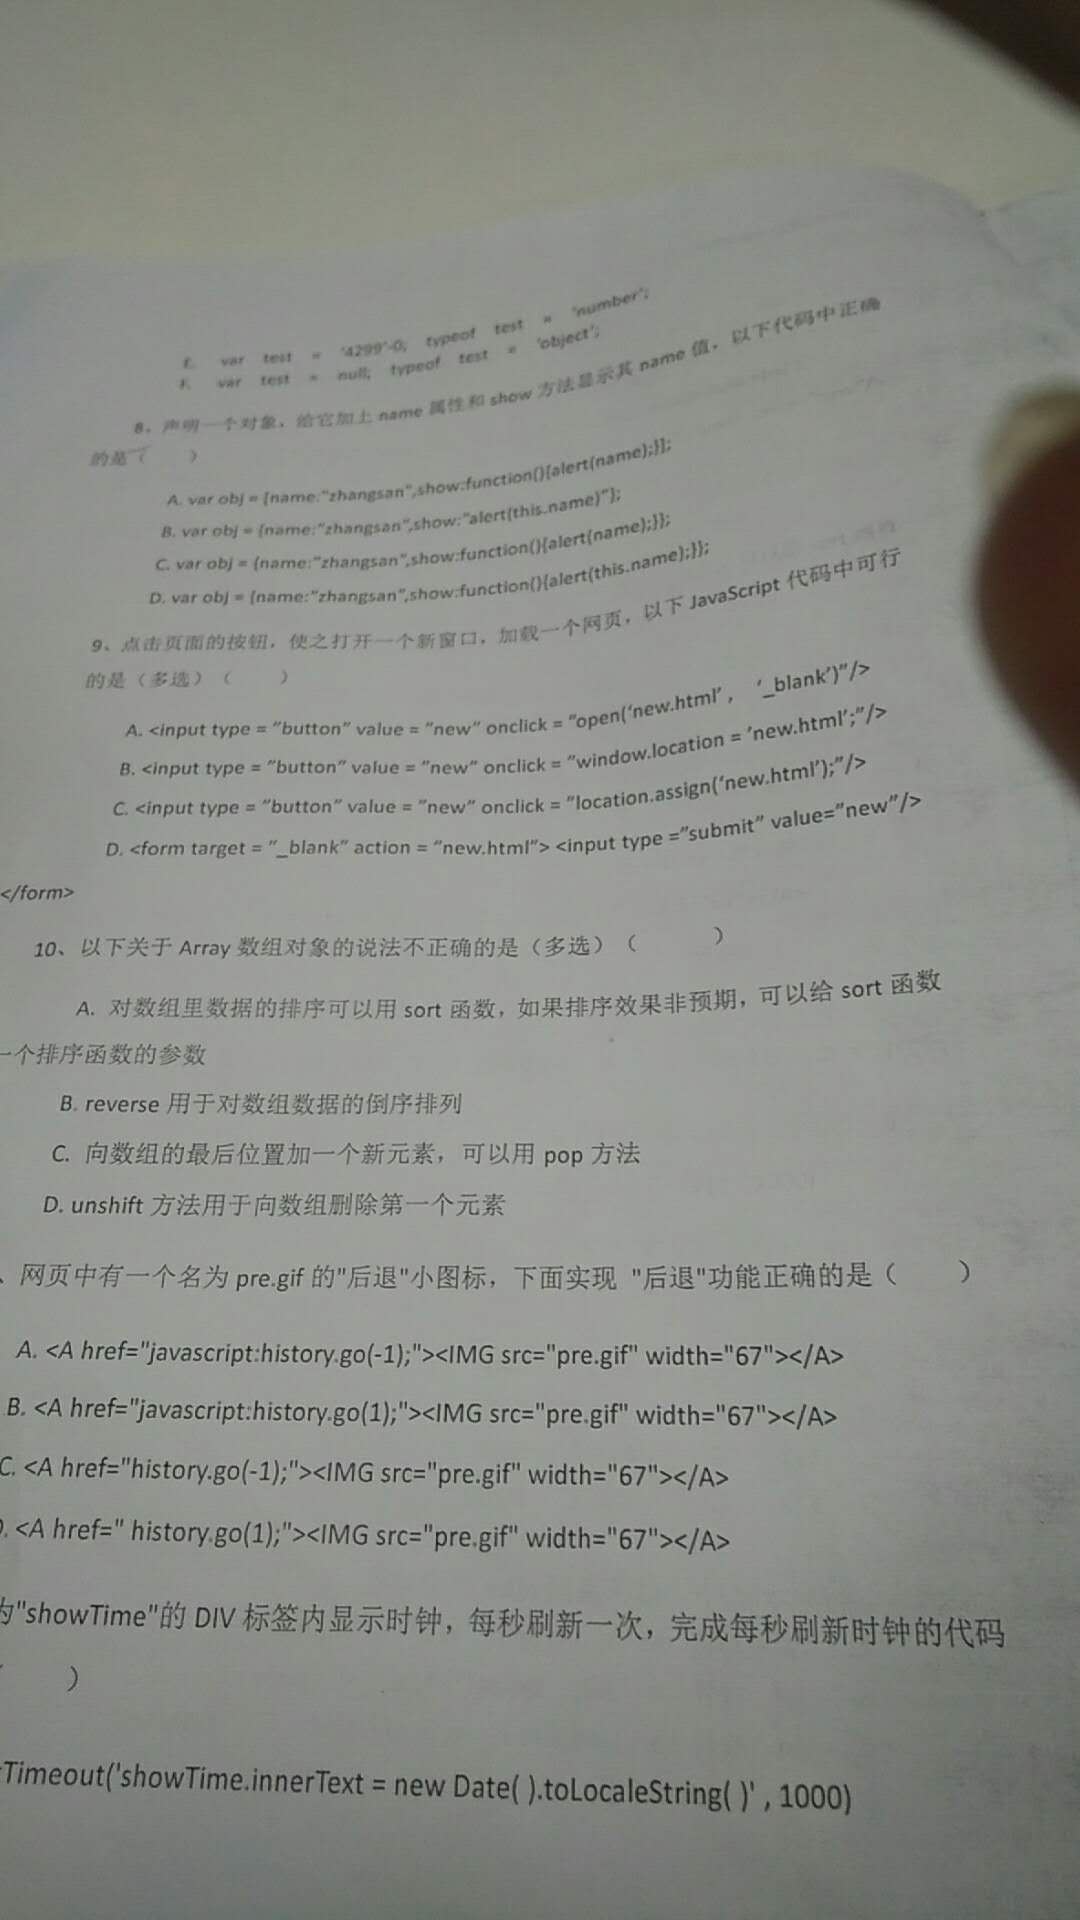 E. var test = '4299'-0; typeof test = 'number';
F. var test = null; typeof test = 'object';
8、声明一个对象，给它加上 name 属性和 show 方法显示其 name 值，以下代码中正确
的是（ ）
A. var obj = [name:"zhangsan",show:function(){alert(name);}];
B. var obj = {name:"zhangsan",show:"alert(this.name)"};
C. var obj = {name:"zhangsan",show:function(){alert(name);}};
D. var obj = {name:"zhangsan",show:function(){alert(this.name);}};
9、点击页面的按钮，使之打开一个新窗口，加载一个网页，以下 JavaScript 代码中可行
的是（多选）（ ）
A. <input type = "button" value = "new" onclick = "open('new.html', '_blank')"/>
B. <input type = "button" value = "new" onclick = "window.location = 'new.html';"/>
C. <input type = "button" value = "new" onclick = "location.assign('new.html');"/>
D. <form target = "_blank" action = "new.html"> <input type ="submit" value="new"/>
</form>
10、以下关于 Array 数组对象的说法不正确的是（多选）（ ）
A. 对数组里数据的排序可以用 sort 函数，如果排序效果非预期，可以给 sort 函数
一个排序函数的参数
B. reverse 用于对数组数据的倒序排列
C. 向数组的最后位置加一个新元素，可以用 pop 方法
D. unshift 方法用于向数组删除第一个元素
、网页中有一个名为 pre.gif 的"后退"小图标，下面实现 "后退"功能正确的是（ ）
A. <A href="javascript:history.go(-1);"><IMG src="pre.gif" width="67"></A>
B. <A href="javascript:history.go(1);"><IMG src="pre.gif" width="67"></A>
C. <A href="history.go(-1);"><IMG src="pre.gif" width="67"></A>
D. <A href=" history.go(1);"><IMG src="pre.gif" width="67"></A>
为"showTime"的 DIV 标签内显示时钟，每秒刷新一次，完成每秒刷新时钟的代码
（ ）
Timeout('showTime.innerText = new Date( ).toLocaleString( )' , 1000)